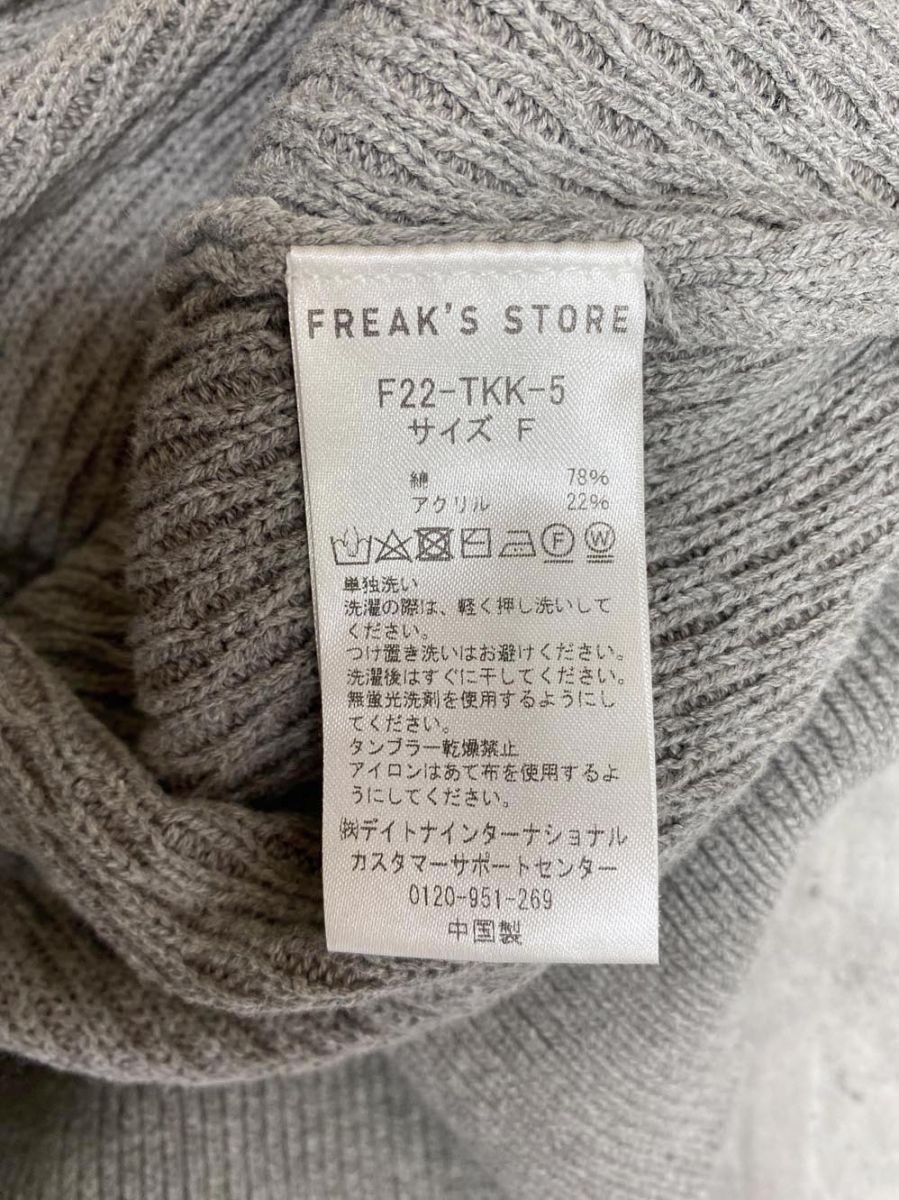 FREAK'S STORE
F22-TKK-5
サイズ F
綿 78%
アクリル 22%
F W
単独洗い
洗濯の際は、軽く押し洗いして
ください。
つけ置き洗いはお避けください。
洗濯後はすぐに干してください。
無蛍光洗剤を使用するようにし
てください。
タンブラー乾燥禁止
アイロンはあて布を使用するよ
うにしてください。
㈱デイトナインターナショナル
カスタマーサポートセンター
0120-951-269
中国製